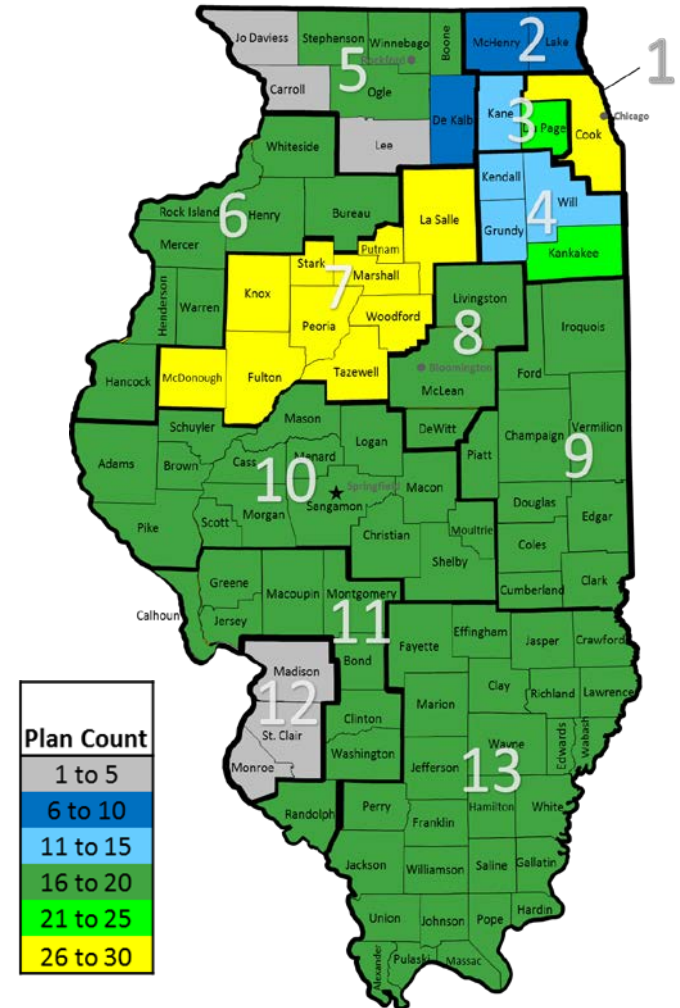 Jo Daviess
Stephenson
Winnebago
Boone
McHenry
Lake
2
1
5
Rockford
Carroll
Ogle
De Kalb
Kane
3
Du Page
Cook
Chicago
Lee
Whiteside
Kendall
Will
4
Rock Island
6
Henry
Bureau
La Salle
Grundy
Mercer
Putnam
Kankakee
Stark
7
Marshall
Henderson
Warren
Knox
Peoria
Woodford
Livingston
8
Iroquois
Hancock
McDonough
Fulton
Tazewell
Bloomington
McLean
Ford
Schuyler
Mason
Logan
DeWitt
Champaign
Vermilion
9
Adams
Brown
Cass
Menard
10
Springfield
Sangamon
Macon
Piatt
Pike
Scott
Morgan
Christian
Moultrie
Shelby
Douglas
Edgar
Coles
Cumberland
Clark
Calhoun
Greene
Jersey
Macoupin
Montgomery
11
Bond
Fayette
Effingham
Jasper
Crawford
Madison
12
St. Clair
Monroe
Clinton
Washington
Marion
Clay
Richland
Lawrence
Wayne
Edwards
Wabash
Jefferson
13
Randolph
Perry
Hamilton
White
Franklin
Jackson
Williamson
Saline
Gallatin
Union
Johnson
Pope
Hardin
Alexander
Pulaski
Massac
Plan Count
1 to 5
6 to 10
11 to 15
16 to 20
21 to 25
26 to 30